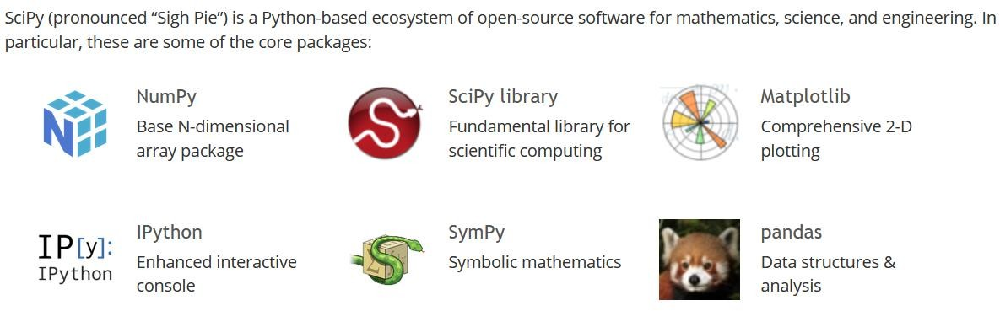 SciPy (pronounced “Sigh Pie”) is a Python-based ecosystem of open-source software for mathematics, science, and engineering. In
particular, these are some of the core packages:
NumPy
Base N-dimensional
array package
SciPy library
Fundamental library for
scientific computing
Matplotlib
Comprehensive 2-D
plotting
IP[y]:
IPython
IPython
Enhanced interactive
console
SymPy
Symbolic mathematics
pandas
Data structures &
analysis